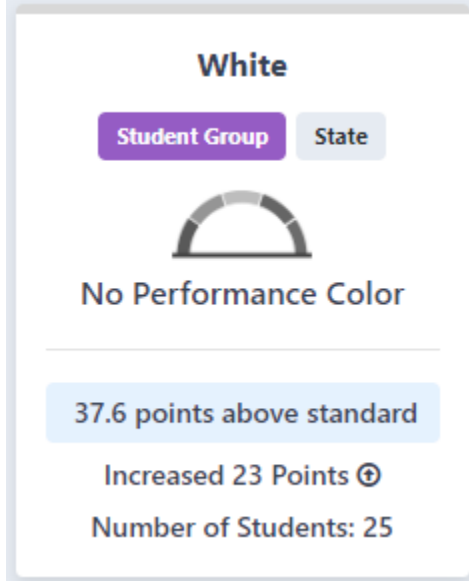 White
Student Group State
No Performance Color
37.6 points above standard
Increased 23 Points
Number of Students: 25